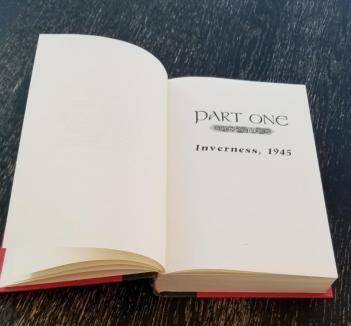 PART ONE
Inverness, 1945